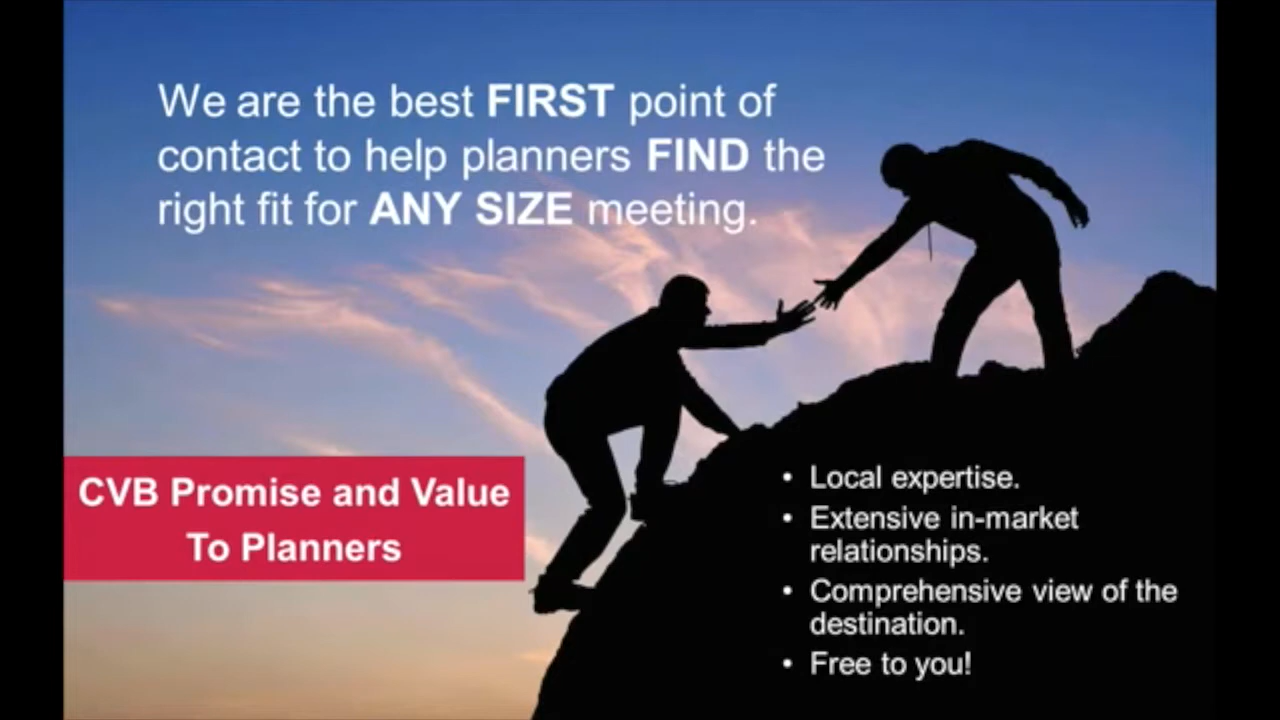 We are the best FIRST point of
contact to help planners FIND the
right fit for ANY SIZE meeting.
CVB Promise and Value
To Planners
• Local expertise.
• Extensive in-market
relationships.
• Comprehensive view of the
destination.
• Free to you!